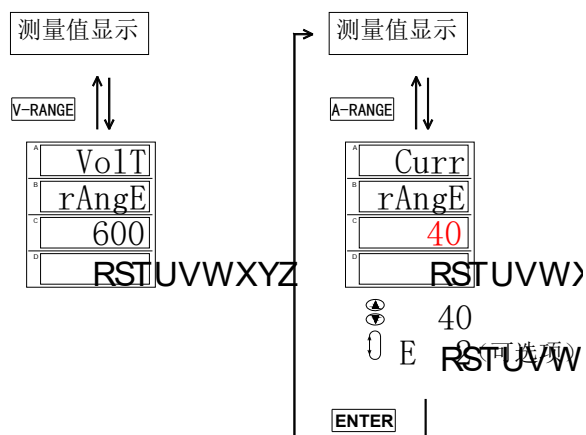 测量值显示
V-RANGE
A VolT
B rAngE
C 600
D
RSTUVWXYZ
测量值显示
A-RANGE
A Curr
B rAngE
C 40
D
RSTUVWX
40
E (可选项)
RSTUVW
ENTER